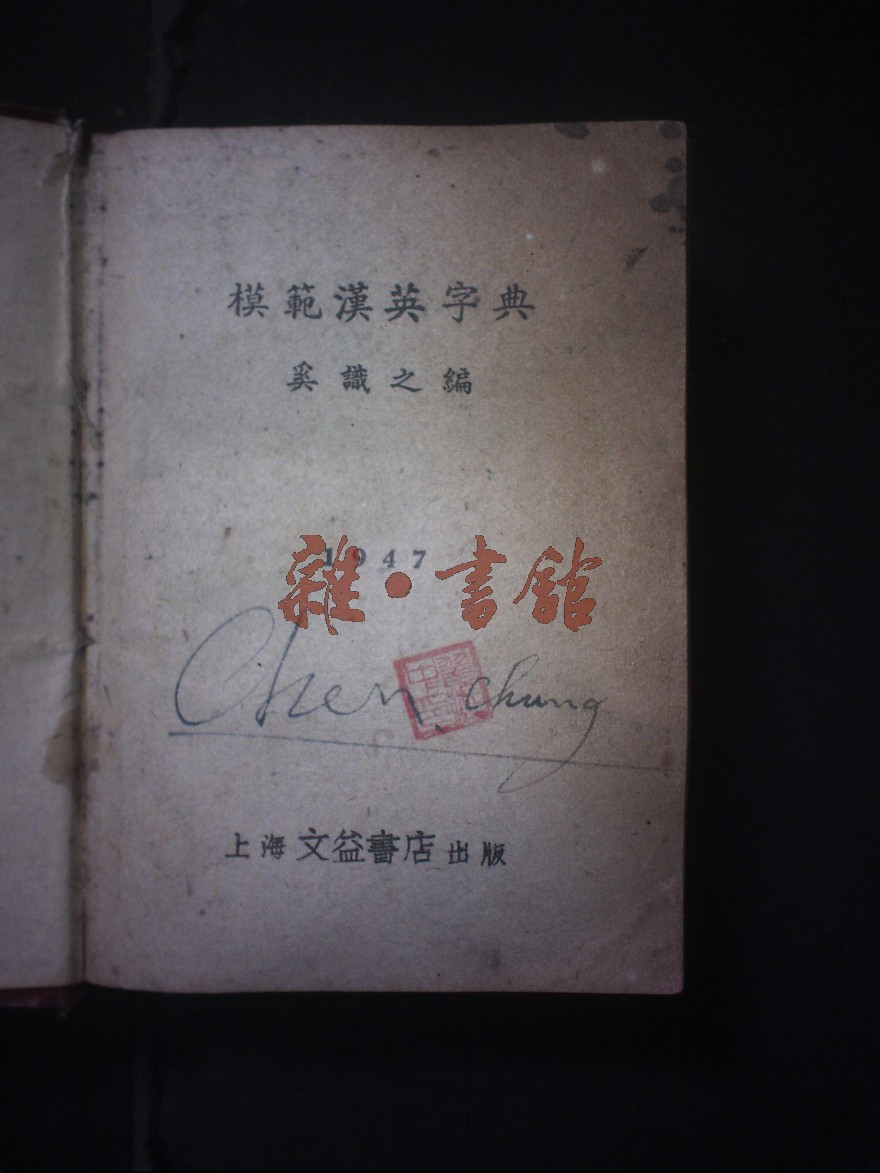 模範漢英字典
奚識之編
1947
雜·書館
Chen, Chung
上海文益書店出版